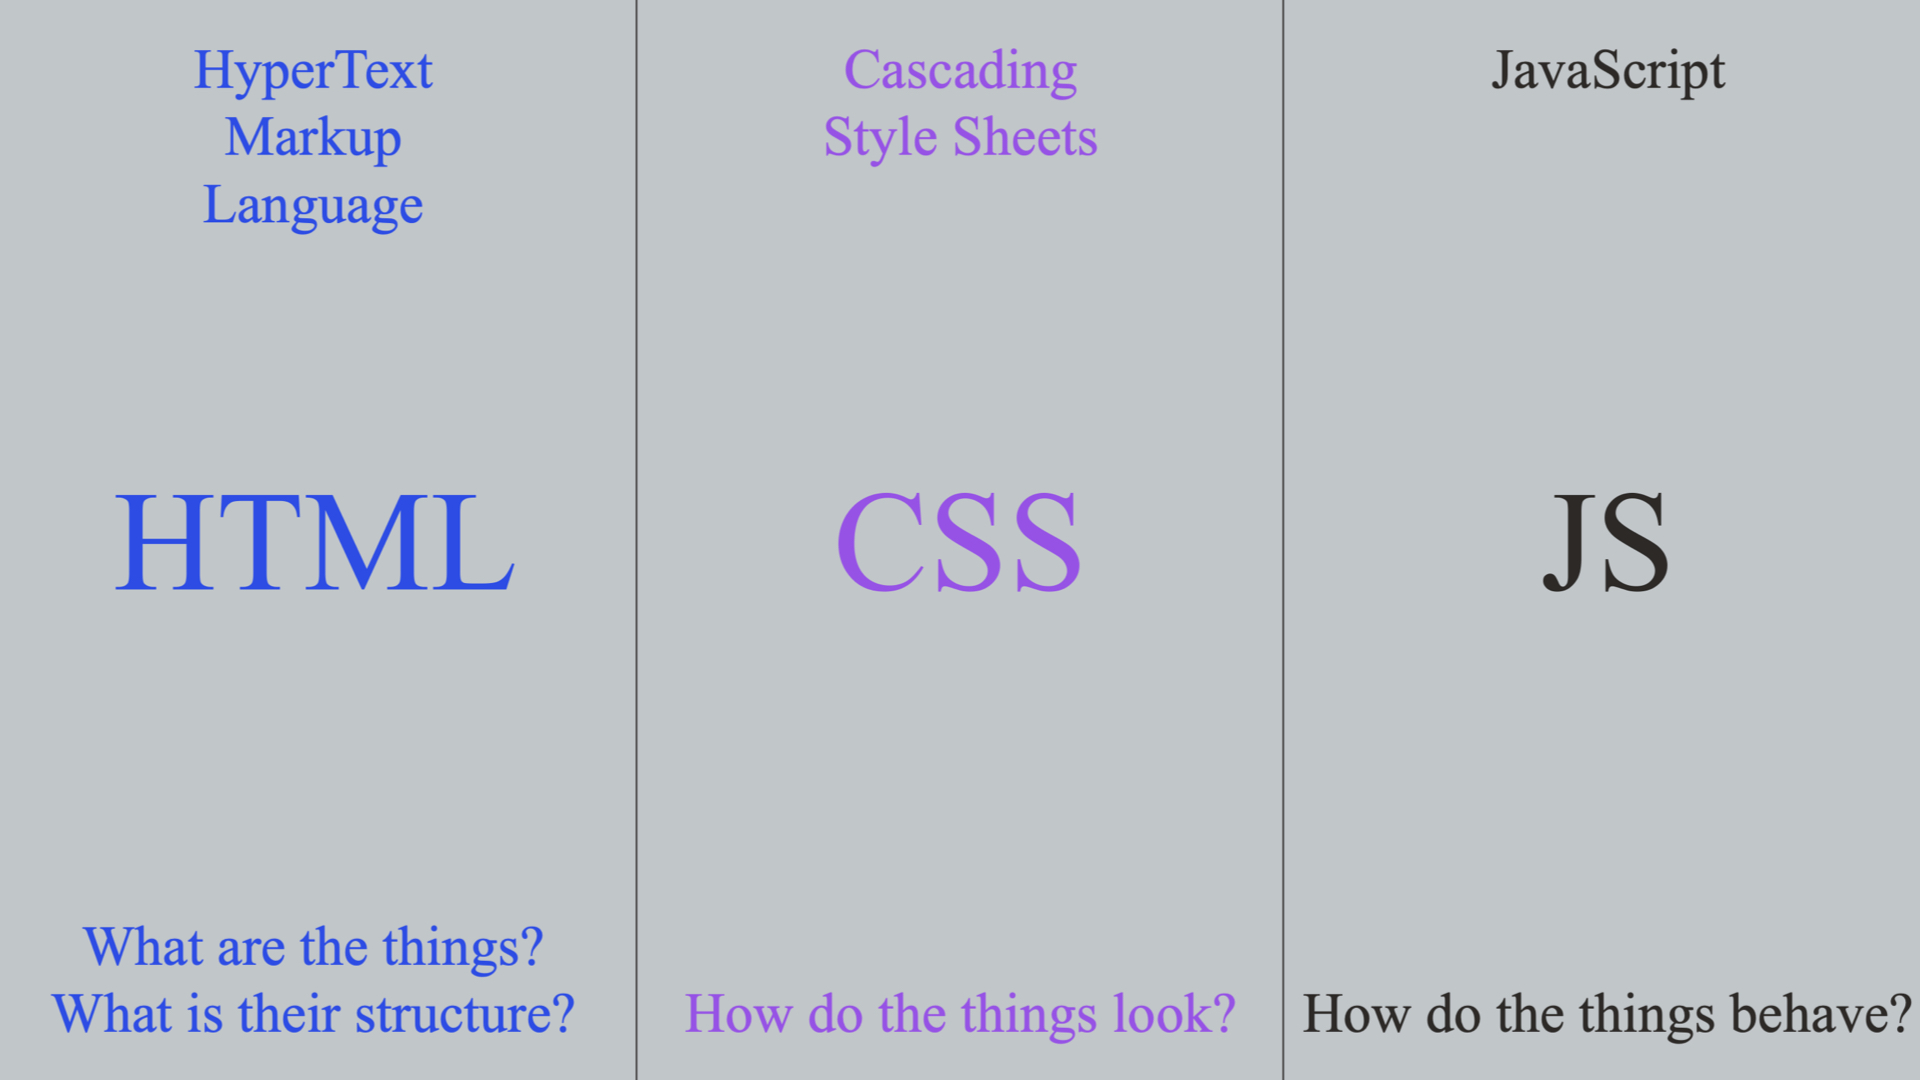 HyperText
Markup
Language
HTML
What are the things?
What is their structure?
Cascading
Style Sheets
CSS
How do the things look?
JavaScript
JS
How do the things behave?